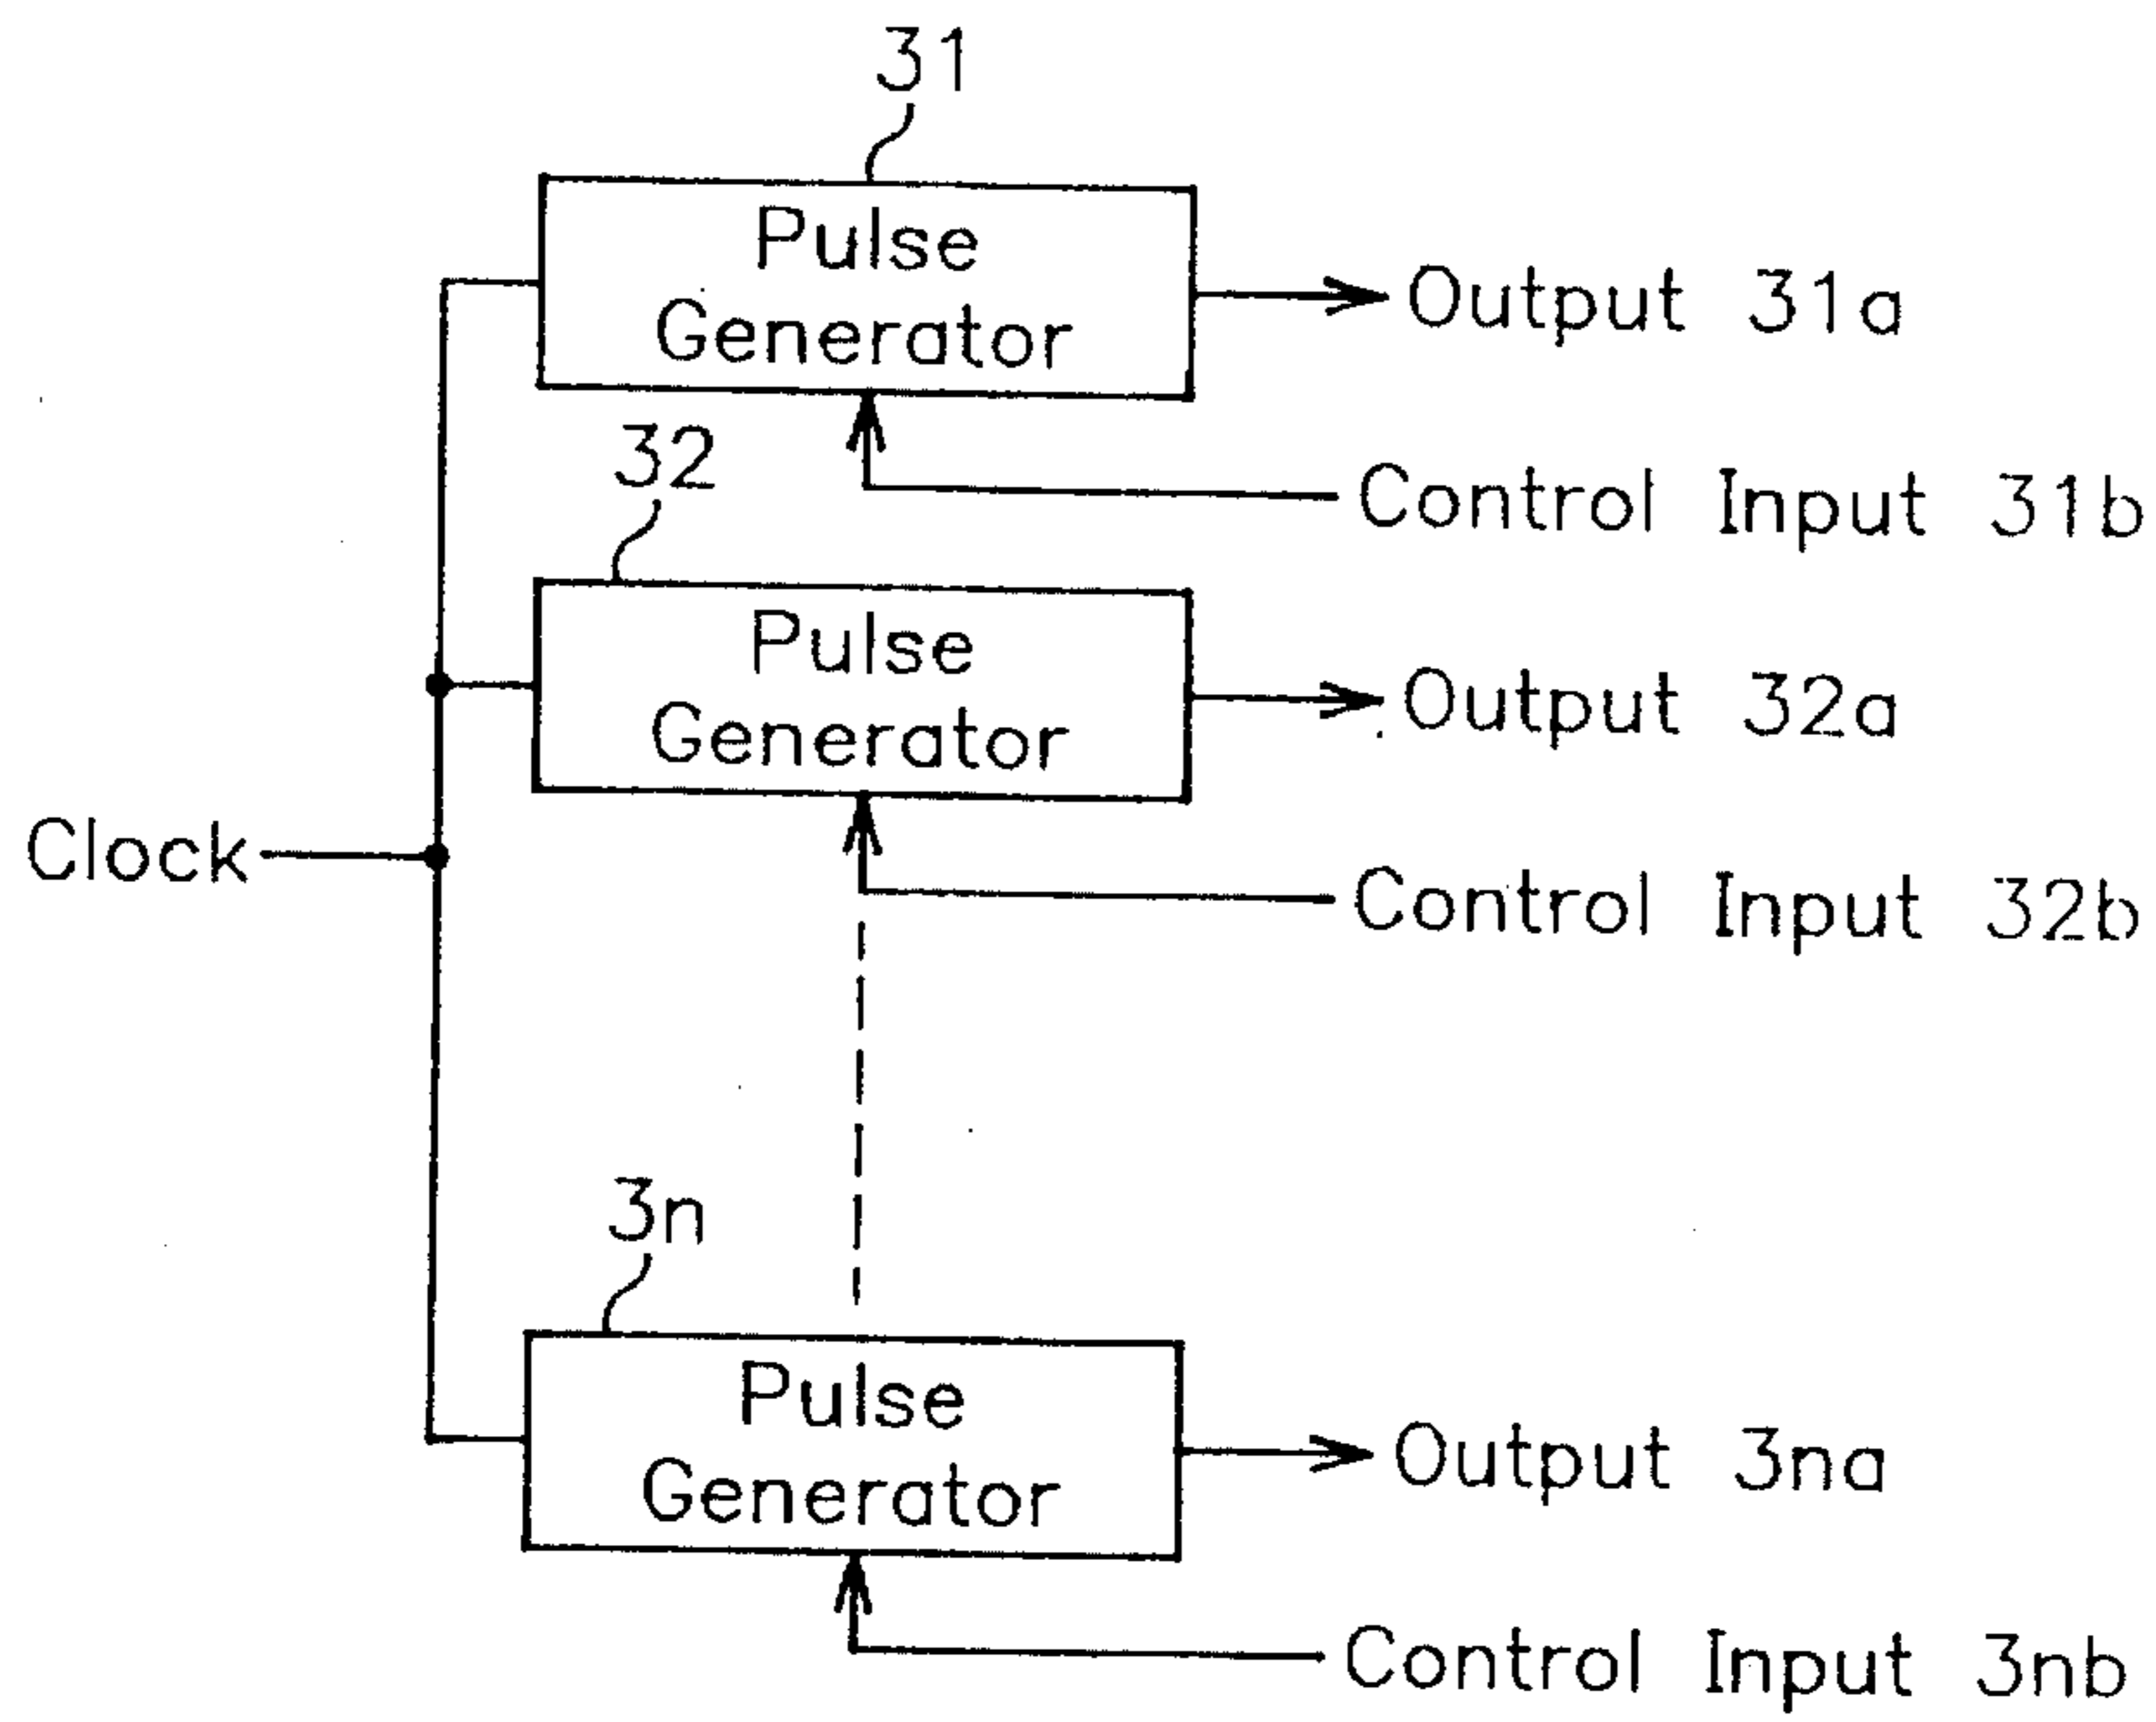 31
Pulse
Generator
Output 31a
Control Input 31b
32
Pulse
Generator
Output 32a
Clock
Control Input 32b
3n
Pulse
Generator
Output 3na
Control Input 3nb